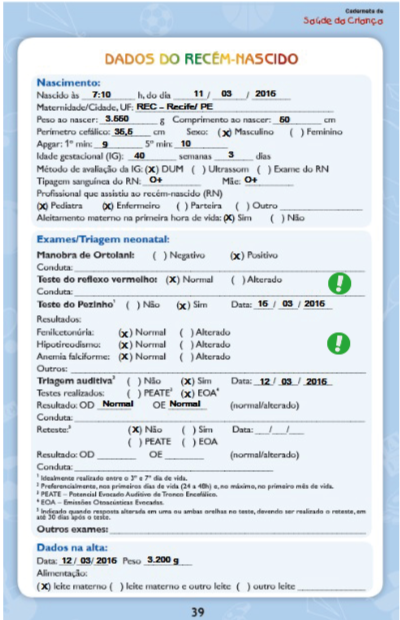 Caderneta de
Saúde da Criança
DADOS DO RECÉM-NASCIDO
Nascimento:
Nascido às 7:10 h, do dia 11 / 03 / 2016
Maternidade/Cidade, UF: REC – Recife/ PE
Peso ao nascer: 3.550 g Comprimento ao nascer: 50 cm
Perímetro cefálico: 35,5 cm Sexo: (x) Masculino ( ) Feminino
Apgar: 1º min: 9 5º min: 10
Idade gestacional (IG): 40 semanas 3 dias
Método de avaliação da IG: (X) DUM ( ) Ultrassom ( ) Exame do RN
Tipagem sanguínea do RN: O+ Mãe: O+
Profissional que assistiu ao recém-nascido (RN)
(X) Pediatra (X) Enfermeiro ( ) Parteira ( ) Outro
Aleitamento materno na primeira hora de vida: (X) Sim ( ) Não
Exames/Triagem neonatal:
Manobra de Ortolani: ( ) Negativo (x) Positivo
Conduta:
Teste do reflexo vermelho: (X) Normal ( ) Alterado
Conduta:
Teste do Pezinho¹ ( ) Não (x) Sim Data: 16 / 03 / 2016
Resultados:
Fenilcetonúria: (X) Normal ( ) Alterado
Hipotireodismo: (X) Normal ( ) Alterado
Anemia falciforme: (X) Normal ( ) Alterado
Outros:
Triagem auditiva² ( ) Não (X) Sim Data: 12 / 03 / 2016
Testes realizados: ( ) PEATE³ (X) EOA⁴
Resultado: OD Normal OE Normal (normal/alterado)
Conduta:
Reteste:⁵ (X) Não ( ) Sim Data: __/__/__
( ) PEATE ( ) EOA
Resultado: OD OE (normal/alterado)
Conduta:
¹ Idealmente realizado entre o 3º e 7º dia de vida.
² Preferencialmente, nos primeiros dias de vida (24 a 48h) e, no máximo, no primeiro mês de vida.
³ PEATE – Potencial Evocado Auditivo de Tronco Encefálico.
⁴ EOA – Emissões Otoacústicas Evocadas.
⁵ Indicado quando resposta alterada em uma ou ambas orelhas no teste, devendo ser realizado o reteste, em
até 30 dias após o teste.
Outros exames:
Dados na alta:
Data: 12 / 03/ 2016 Peso 3.200 g
Alimentação:
(X) leite materno ( ) leite materno e outro leite ( ) outro leite
39